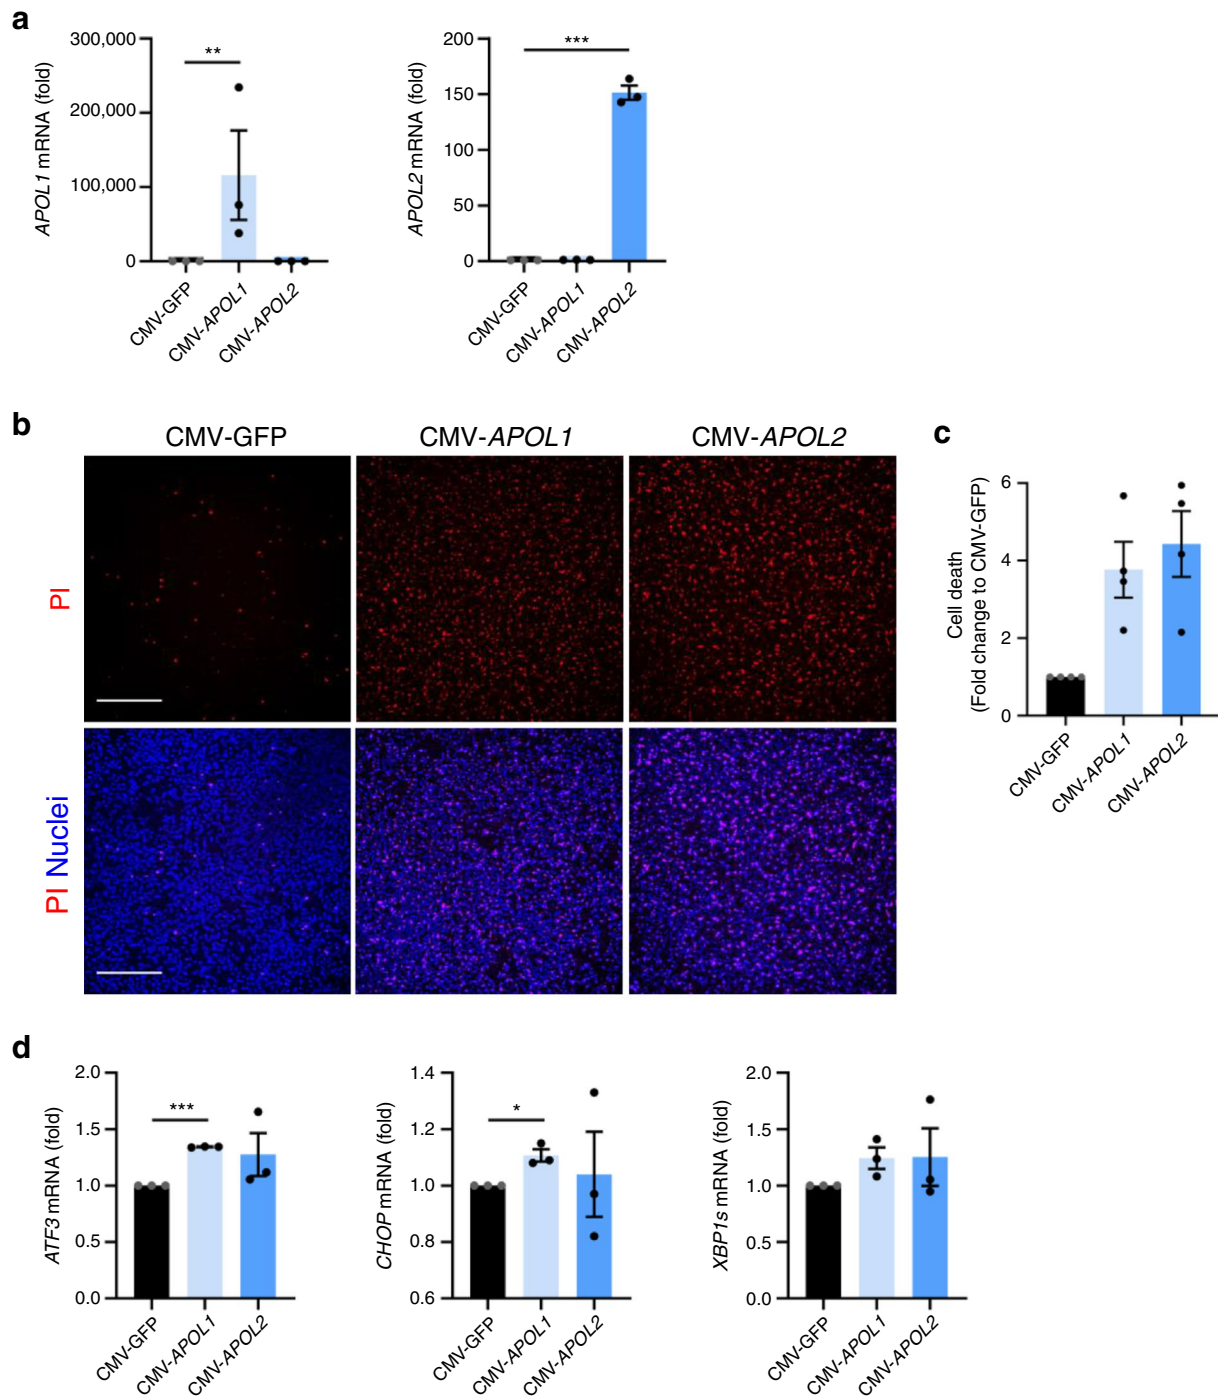 a
300,000
200,000
100,000
0
APOL1 mRNA (fold)
**
CMV-GFP
CMV-APOL1
CMV-APOL2
200
150
100
50
0
APOL2 mRNA (fold)
***
CMV-GFP
CMV-APOL1
CMV-APOL2
b
CMV-GFP
CMV-APOL1
CMV-APOL2
PI
PI Nuclei
c
6
4
2
0
Cell death
(Fold change to CMV-GFP)
CMV-GFP
CMV-APOL1
CMV-APOL2
d
2.0
1.5
1.0
0.5
0.0
ATF3 mRNA (fold)
***
CMV-GFP
CMV-APOL1
CMV-APOL2
1.4
1.2
1.0
0.8
0.6
CHOP mRNA (fold)
*
CMV-GFP
CMV-APOL1
CMV-APOL2
2.0
1.5
1.0
0.5
0.0
XBP1s mRNA (fold)
CMV-GFP
CMV-APOL1
CMV-APOL2